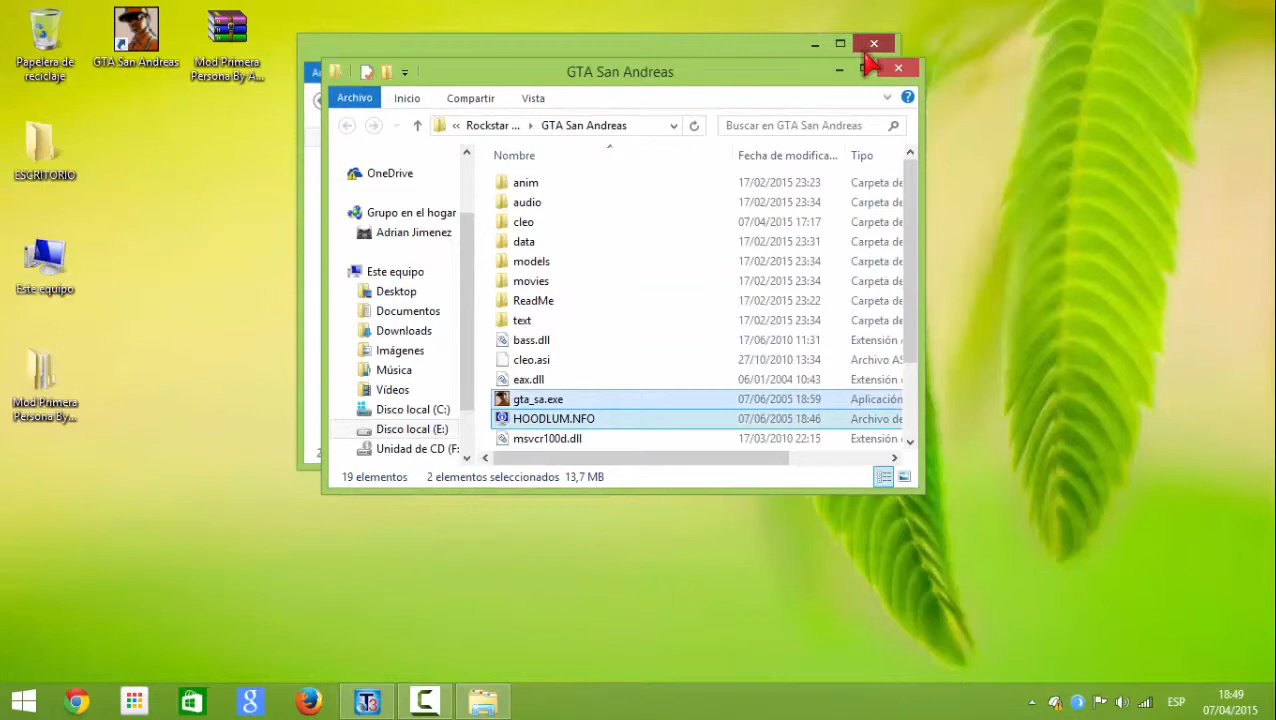 Papelera de
reciclaje
GTA San Andreas
Mod Primera
Persona By A...
ESCRITORIO
Este equipo
Mod Primera
Persona By...
GTA San Andreas
Archivo
Inicio
Compartir
Vista
« Rockstar ...
GTA San Andreas
Buscar en GTA San Andreas
Nombre
Fecha de modifica...
Tipo
OneDrive
Grupo en el hogar
Adrian Jimenez
Este equipo
Desktop
Documentos
Downloads
Imágenes
Música
Vídeos
Disco local (C:)
Disco local (E:)
Unidad de CD (F:
anim 17/02/2015 23:23 Carpeta de
audio 17/02/2015 23:34 Carpeta de
cleo 07/04/2015 17:17 Carpeta de
data 17/02/2015 23:31 Carpeta de
models 17/02/2015 23:34 Carpeta de
movies 17/02/2015 23:34 Carpeta de
ReadMe 17/02/2015 23:22 Carpeta de
text 17/02/2015 23:34 Carpeta de
bass.dll 17/06/2010 11:31 Extensión
cleo.asi 27/10/2010 13:34 Archivo AS
eax.dll 06/01/2004 10:43 Extensión
gta_sa.exe 07/06/2005 18:59 Aplicación
HOODLUM.NFO 07/06/2005 18:46 Archivo de
msvcr100d.dll 17/03/2010 22:15 Extensión
19 elementos
2 elementos seleccionados 13,7 MB
ESP
18:49
07/04/2015